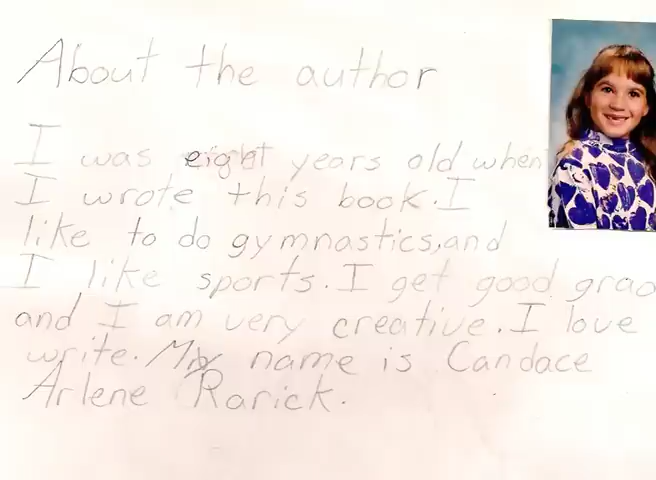 About the author
I was eight years old when
I wrote this book. I
like to do gymnastics, and
I like sports. I get good grad
and I am very creative. I love
write. My name is Candace
Arlene Rarick.